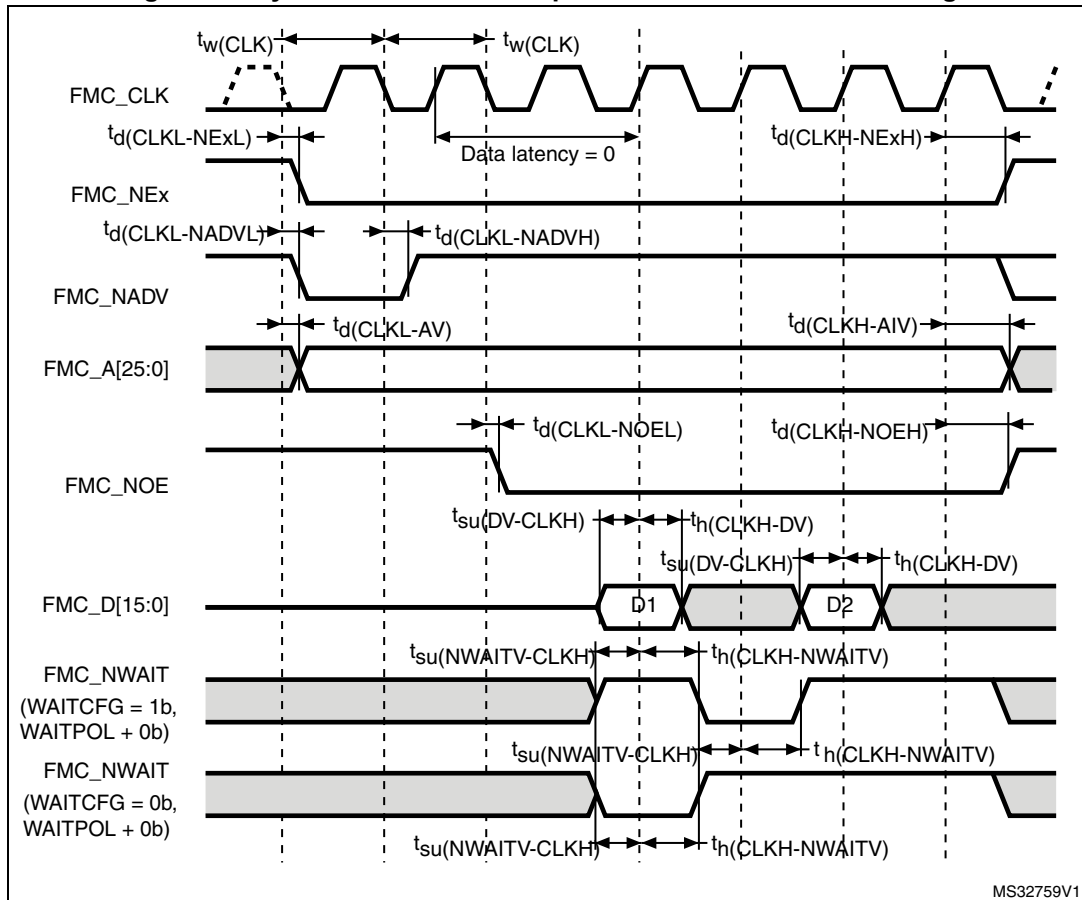 tw(CLK)
tw(CLK)
FMC_CLK
td(CLKL-NExL)
Data latency = 0
td(CLKH-NExH)
FMC_NEx
td(CLKL-NADVL)
td(CLKL-NADVH)
FMC_NADV
td(CLKL-AV)
td(CLKH-AIV)
FMC_A[25:0]
td(CLKL-NOEL)
td(CLKH-NOEH)
FMC_NOE
tsu(DV-CLKH)
th(CLKH-DV)
tsu(DV-CLKH)
th(CLKH-DV)
FMC_D[15:0]
D1
D2
tsu(NWAITV-CLKH)
th(CLKH-NWAITV)
FMC_NWAIT
(WAITCFG = 1b,
WAITPOL + 0b)
tsu(NWAITV-CLKH)
t h(CLKH-NWAITV)
FMC_NWAIT
(WAITCFG = 0b,
WAITPOL + 0b)
tsu(NWAITV-CLKH)
th(CLKH-NWAITV)
MS32759V1